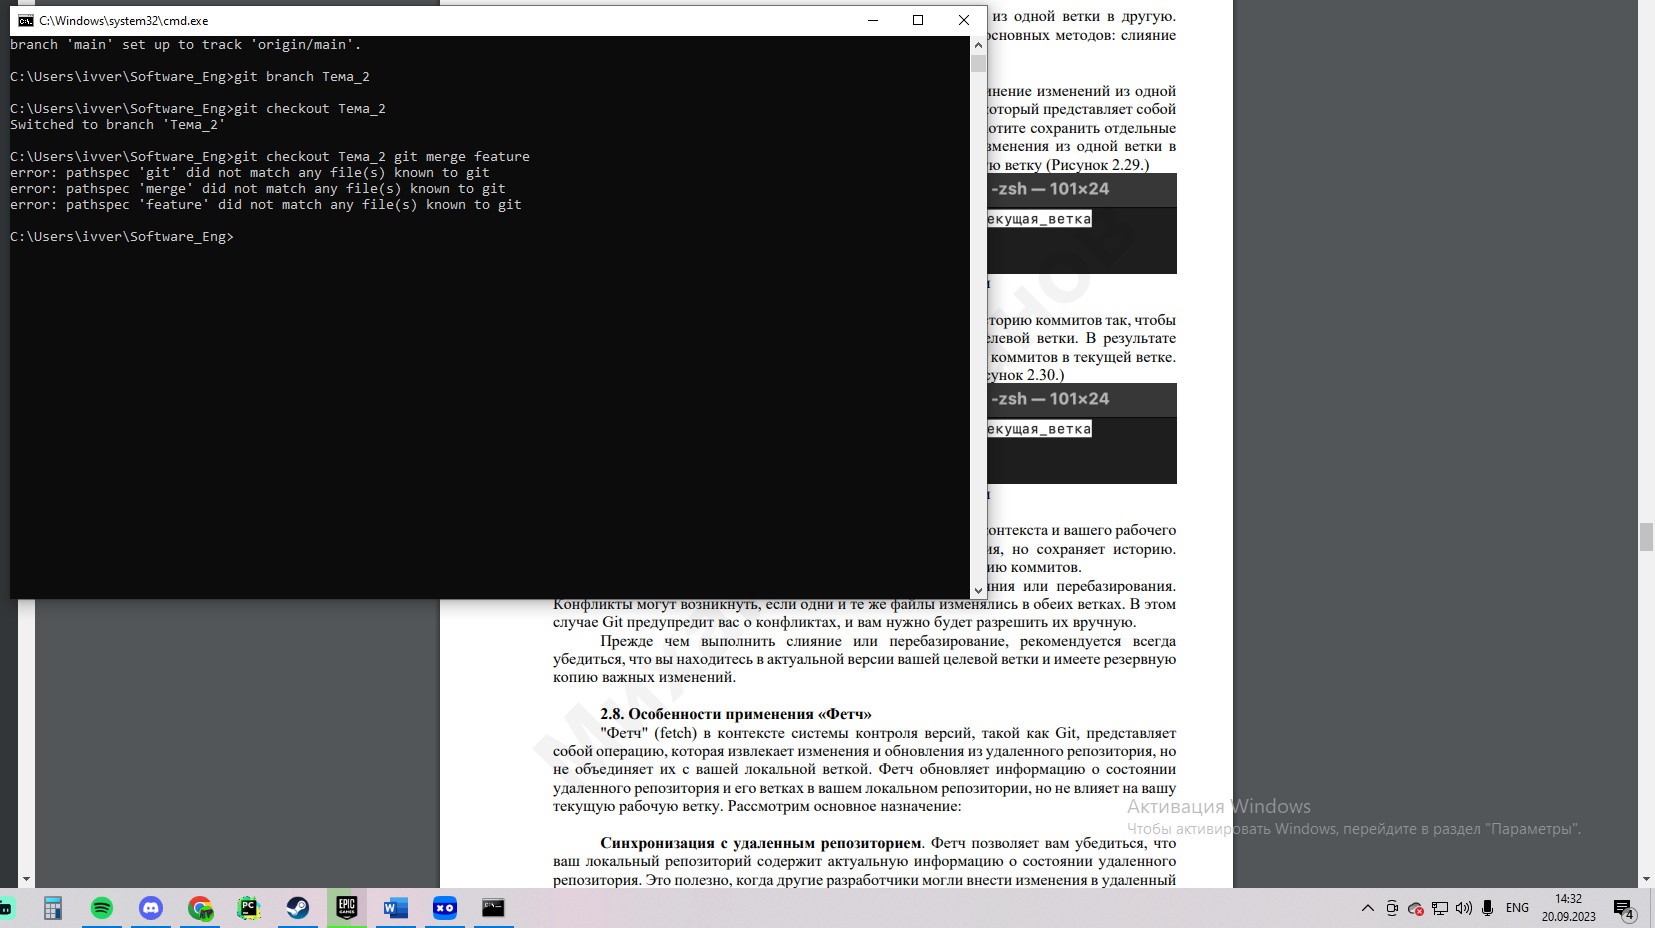 C:\Windows\system32\cmd.exe
branch 'main' set up to track 'origin/main'.
C:\Users\ivver\Software_Eng>git branch Тема_2
C:\Users\ivver\Software_Eng>git checkout Тема_2
Switched to branch 'Тема_2'
C:\Users\ivver\Software_Eng>git checkout Тема_2 git merge feature
error: pathspec 'git' did not match any file(s) known to git
error: pathspec 'merge' did not match any file(s) known to git
error: pathspec 'feature' did not match any file(s) known to git
C:\Users\ivver\Software_Eng>
из одной ветки в другую.
основных методов: слияние
инение изменений из одной
который представляет собой
отите сохранить отдельные
зменения из одной ветки в
ую ветку (Рисунок 2.29.)
-zsh — 101×24
екущая_ветка
торию коммитов так, чтобы
елевой ветки. В результате
коммитов в текущей ветке.
сунок 2.30.)
-zsh — 101×24
екущая_ветка
онтекста и вашего рабочего
ия, но сохраняет историю.
ию коммитов.
яния или перебазирования.
Конфликты могут возникнуть, если одни и те же файлы изменялись в обеих ветках. В этом
случае Git предупредит вас о конфликтах, и вам нужно будет разрешить их вручную.
Прежде чем выполнить слияние или перебазирование, рекомендуется всегда
убедиться, что вы находитесь в актуальной версии вашей целевой ветки и имеете резервную
копию важных изменений.
2.8. Особенности применения «Фетч»
"Фетч" (fetch) в контексте системы контроля версий, такой как Git, представляет
собой операцию, которая извлекает изменения и обновления из удаленного репозитория, но
не объединяет их с вашей локальной веткой. Фетч обновляет информацию о состоянии
удаленного репозитория и его ветках в вашем локальном репозитории, но не влияет на вашу
текущую рабочую ветку. Рассмотрим основное назначение:
Синхронизация с удаленным репозиторием. Фетч позволяет вам убедиться, что
ваш локальный репозиторий содержит актуальную информацию о состоянии удаленного
репозитория. Это полезно, когда другие разработчики могли внести изменения в удаленный
Активация Windows
Чтобы активировать Windows, перейдите в раздел "Параметры".
PC
EPIC
GAMES
W
XO
ENG
14:32
20.09.2023
4